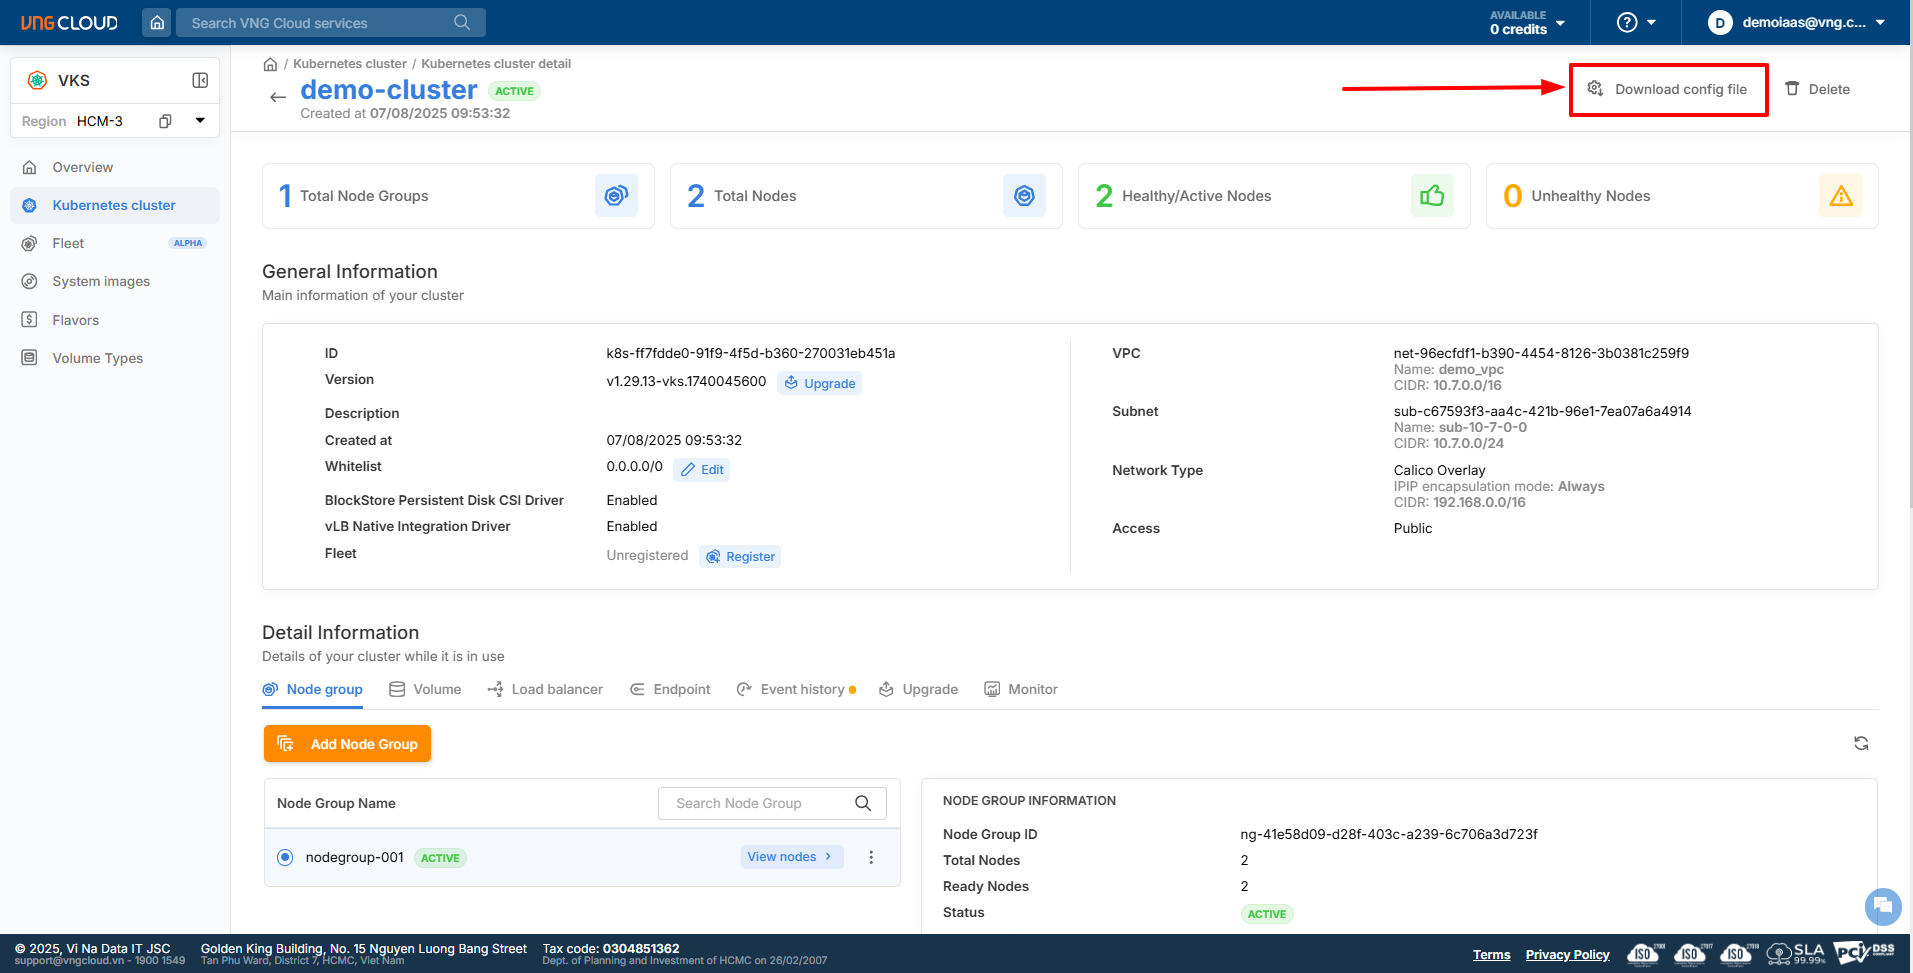 VNG CLOUD
Search VNG Cloud services
AVAILABLE
0 credits
?
D
demoiaas@vng.c...
VKS
Region HCM-3
Overview
Kubernetes cluster
Fleet ALPHA
System images
Flavors
Volume Types
/ Kubernetes cluster / Kubernetes cluster detail
demo-cluster ACTIVE
Created at 07/08/2025 09:53:32
Download config file
Delete
1 Total Node Groups
2 Total Nodes
2 Healthy/Active Nodes
0 Unhealthy Nodes
General Information
Main information of your cluster
ID k8s-ff7fdde0-91f9-4f5d-b360-270031eb451a
Version v1.29.13-vks.1740045600 Upgrade
Description
Created at 07/08/2025 09:53:32
Whitelist 0.0.0.0/0 Edit
BlockStore Persistent Disk CSI Driver Enabled
vLB Native Integration Driver Enabled
Fleet Unregistered Register
VPC net-96ecfdf1-b390-4454-8126-3b0381c259f9
Name: demo_vpc
CIDR: 10.7.0.0/16
Subnet sub-c67593f3-aa4c-421b-96e1-7ea07a6a4914
Name: sub-10-7-0-0
CIDR: 10.7.0.0/24
Network Type Calico Overlay
IPIP encapsulation mode: Always
CIDR: 192.168.0.0/16
Access Public
Detail Information
Details of your cluster while it is in use
Node group Volume Load balancer Endpoint Event history Upgrade Monitor
Add Node Group
Node Group Name Search Node Group
nodegroup-001 ACTIVE View nodes
NODE GROUP INFORMATION
Node Group ID ng-41e58d09-d28f-403c-a239-6c706a3d723f
Total Nodes 2
Ready Nodes 2
Status ACTIVE
© 2025, Vi Na Data IT JSC
support@vngcloud.vn - 1900 1549
Golden King Building, No. 15 Nguyen Luong Bang Street
Tan Phu Ward, District 7, HCMC, Viet Nam
Tax code: 0304851362
Dept. of Planning and Investment of HCMC on 26/02/2007
Terms Privacy Policy
ISO
ISO
ISO
SLA
99.99%
PCI DSS